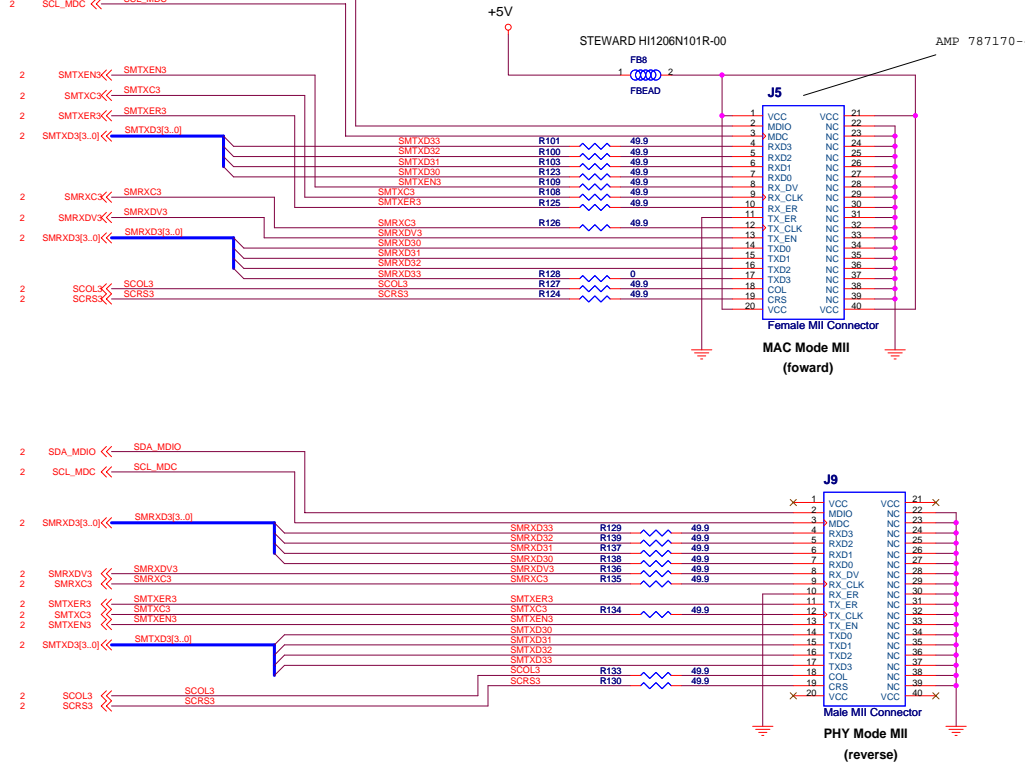 2 SCL_MDC SCL_MDC
+5V
STEWARD HI1206N101R-00 AMP 787170-
FB8
1 2
FBEAD
J5
2 SMTXEN3 SMTXEN3
2 SMTXC3 SMTXC3
2 SMTXER3 SMTXER3
2 SMTXD3[3..0] SMTXD3[3..0]
1 VCC VCC 21
2 MDIO NC 22
3 MDC NC 23
SMTXD33 R101 49.9 4 RXD3 NC 24
SMTXD32 R100 49.9 5 RXD2 NC 25
SMTXD31 R103 49.9 6 RXD1 NC 26
SMTXD30 R123 49.9 7 RXD0 NC 27
SMTXEN3 R109 49.9 8 RX_DV NC 28
2 SMRXC3 SMRXC3 SMTXC3 R108 49.9 9 RX_CLK NC 29
SMTXER3 R125 49.9 10 RX_ER NC 30
2 SMRXDV3 SMRXDV3 11 TX_ER NC 31
SMRXC3 R126 49.9 12 TX_CLK NC 32
2 SMRXD3[3..0] SMRXD3[3..0] SMRXDV3 13 TX_EN NC 33
SMRXD30 14 TXD0 NC 34
SMRXD31 15 TXD1 NC 35
SMRXD32 16 TXD2 NC 36
SMRXD33 R128 0 17 TXD3 NC 37
2 SCOL3 SCOL3 SCOL3 R127 49.9 18 COL NC 38
2 SCRS3 SCRS3 SCRS3 R124 49.9 19 CRS NC 39
20 VCC VCC 40
Female MII Connector
MAC Mode MII
(foward)
2 SDA_MDIO SDA_MDIO
2 SCL_MDC SCL_MDC
J9
1 VCC VCC 21
2 MDIO NC 22
2 SMRXD3[3..0] SMRXD3[3..0] 3 MDC NC 23
SMRXD33 R129 49.9 4 RXD3 NC 24
SMRXD32 R139 49.9 5 RXD2 NC 25
SMRXD31 R137 49.9 6 RXD1 NC 26
SMRXD30 R138 49.9 7 RXD0 NC 27
2 SMRXDV3 SMRXDV3 SMRXDV3 R136 49.9 8 RX_DV NC 28
2 SMRXC3 SMRXC3 SMRXC3 R135 49.9 9 RX_CLK NC 29
10 RX_ER NC 30
2 SMTXER3 SMTXER3 SMTXER3 11 TX_ER NC 31
2 SMTXC3 SMTXC3 SMTXC3 R134 49.9 12 TX_CLK NC 32
2 SMTXEN3 SMTXEN3 SMTXEN3 13 TX_EN NC 33
SMTXD30 14 TXD0 NC 34
2 SMTXD3[3..0] SMTXD3[3..0] SMTXD31 15 TXD1 NC 35
SMTXD32 16 TXD2 NC 36
SMTXD33 17 TXD3 NC 37
SCOL3 R133 49.9 18 COL NC 38
SCRS3 R130 49.9 19 CRS NC 39
2 SCOL3 SCOL3 20 VCC VCC 40
2 SCRS3 SCRS3
Male MII Connector
PHY Mode MII
(reverse)